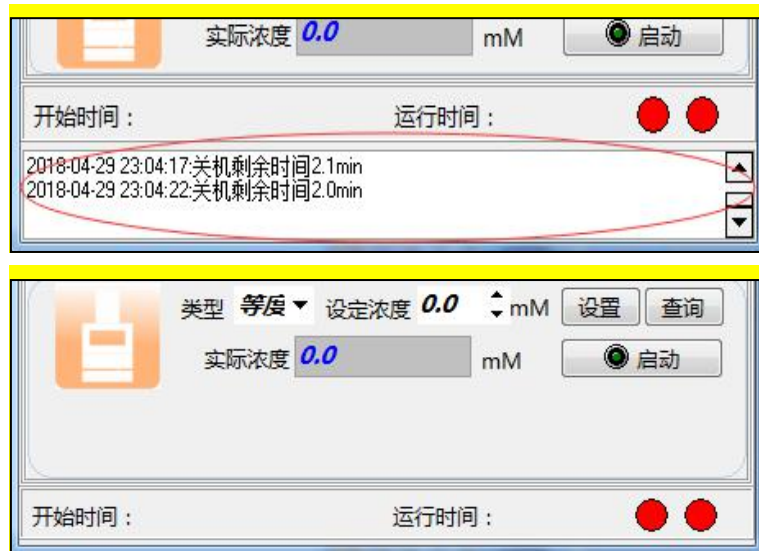 实际浓度 0.0 mM 启动
开始时间： 运行时间：
2018-04-29 23:04:17:关机剩余时间2.1min
2018-04-29 23:04:22:关机剩余时间2.0min
类型 等度 设定浓度 0.0 mM 设置 查询
实际浓度 0.0 mM 启动
开始时间： 运行时间：